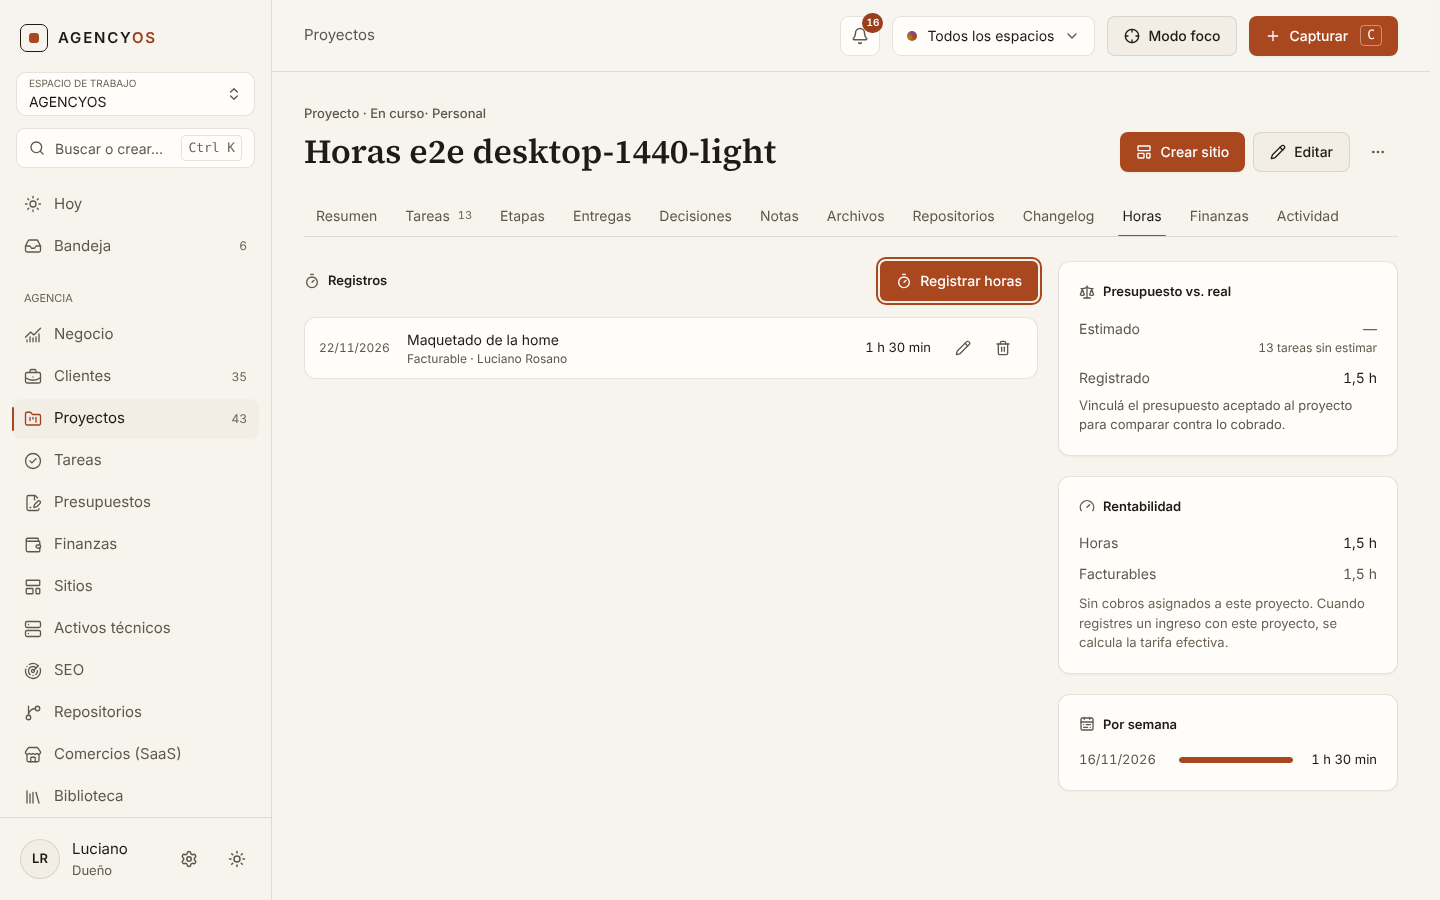 AGENCYOS
ESPACIO DE TRABAJO
AGENCYOS
Buscar o crear... Ctrl K
Hoy
Bandeja 6
AGENCIA
Negocio
Clientes 35
Proyectos 43
Tareas
Presupuestos
Finanzas
Sitios
Activos técnicos
SEO
Repositorios
Comercios (SaaS)
Biblioteca
LR
Luciano
Dueño
Proyectos
16
Todos los espacios
Modo foco
Capturar C
Proyecto · En curso· Personal
Horas e2e desktop-1440-light
Crear sitio
Editar
Resumen Tareas 13 Etapas Entregas Decisiones Notas Archivos Repositorios Changelog Horas Finanzas Actividad
Registros
Registrar horas
22/11/2026
Maquetado de la home
Facturable · Luciano Rosano
1 h 30 min
Presupuesto vs. real
Estimado —
13 tareas sin estimar
Registrado 1,5 h
Vinculá el presupuesto aceptado al proyecto
para comparar contra lo cobrado.
Rentabilidad
Horas 1,5 h
Facturables 1,5 h
Sin cobros asignados a este proyecto. Cuando
registres un ingreso con este proyecto, se
calcula la tarifa efectiva.
Por semana
16/11/2026 1 h 30 min